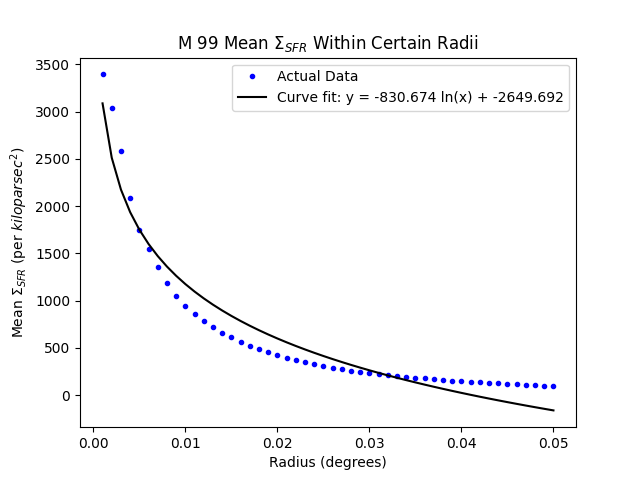 M 99 Mean Σ_SFR Within Certain Radii
Actual Data
Curve fit: y = -830.674 ln(x) + -2649.692
3500
3000
2500
2000
1500
1000
500
0
Mean Σ_SFR (per kiloparsec²)
0.00 0.01 0.02 0.03 0.04 0.05
Radius (degrees)